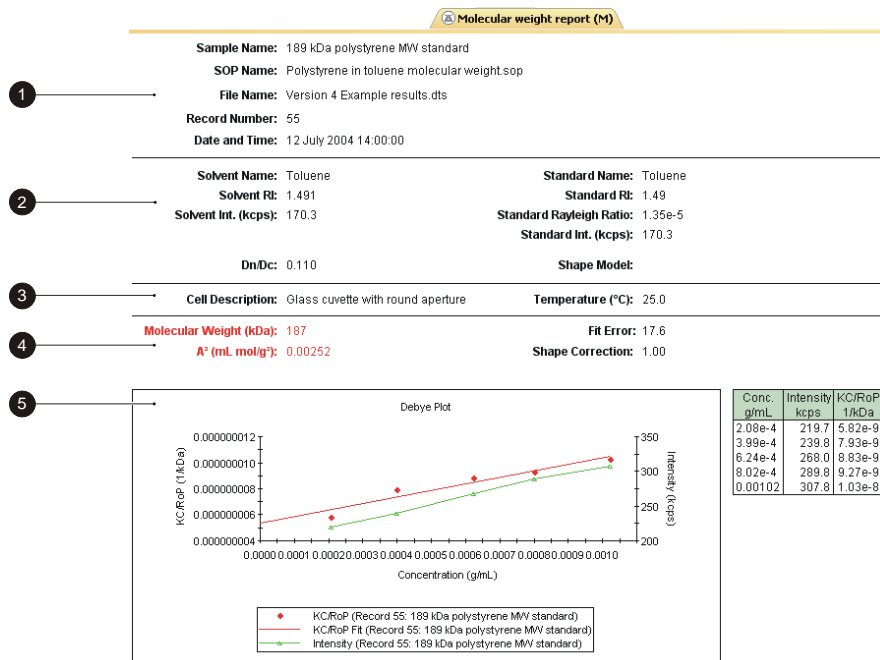 Molecular weight report (M)
Sample Name: 189 kDa polystyrene MW standard
SOP Name: Polystyrene in toluene molecular weight.sop
1
File Name: Version 4 Example results.dts
Record Number: 55
Date and Time: 12 July 2004 14:00:00
Solvent Name: Toluene Standard Name: Toluene
2
Solvent RI: 1.491 Standard RI: 1.49
Solvent Int. (kcps): 170.3 Standard Rayleigh Ratio: 1.35e-5
Standard Int. (kcps): 170.3
Dn/Dc: 0.110 Shape Model:
3
Cell Description: Glass cuvette with round aperture Temperature (°C): 25.0
4
Molecular Weight (kDa): 187 Fit Error: 17.6
A² (mL mol/g²): 0.00252 Shape Correction: 1.00
5
Debye Plot
KC/RoP (1/kDa)
0.000000012
0.000000010
0.000000008
0.000000006
0.000000004
350
300
250
200
Intensity (kcps)
0.0000 0.0001 0.0002 0.0003 0.0004 0.0005 0.0006 0.0007 0.0008 0.0009 0.0010
Concentration (g/mL)
KC/RoP (Record 55: 189 kDa polystyrene MW standard)
KC/RoP Fit (Record 55: 189 kDa polystyrene MW standard)
Intensity (Record 55: 189 kDa polystyrene MW standard)
Conc. Intensity KC/RoP
g/mL kcps 1/kDa
2.08e-4 219.7 5.82e-9
3.99e-4 239.8 7.93e-9
6.24e-4 268.0 8.83e-9
8.02e-4 289.8 9.27e-9
0.00102 307.8 1.03e-8